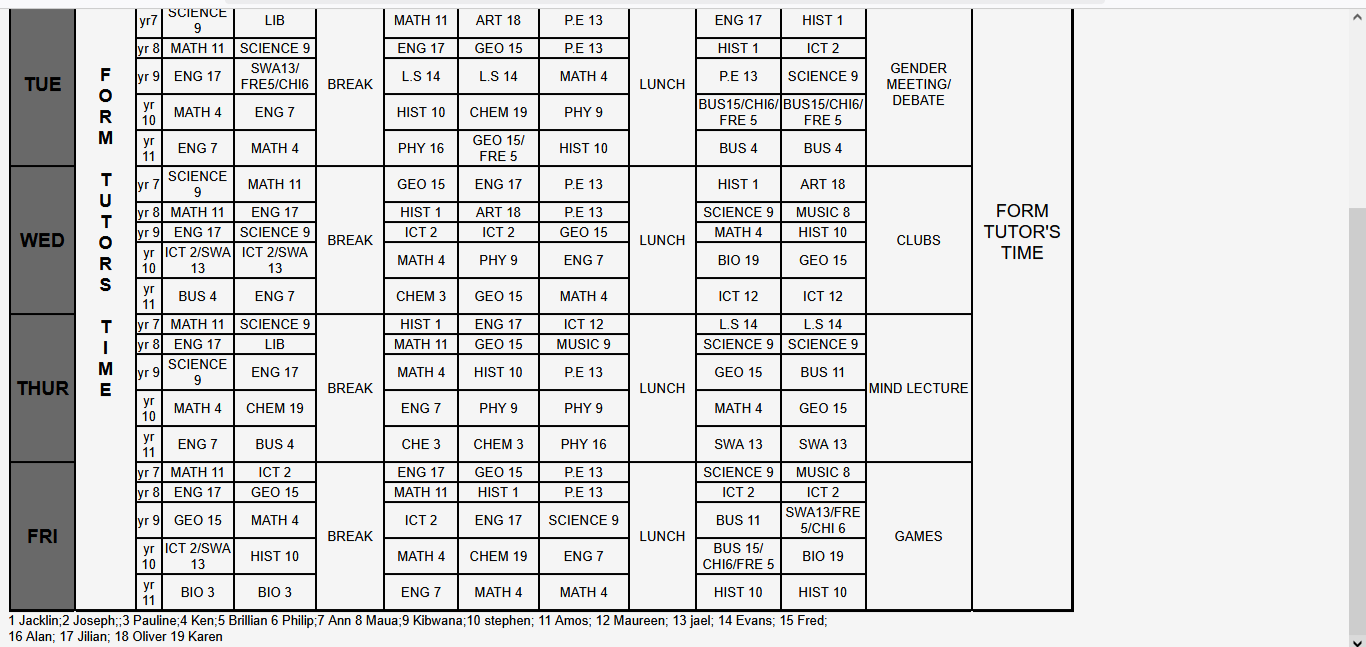 yr7 SCIENCE 9 LIB MATH 11 ART 18 P.E 13 ENG 17 HIST 1
yr 8 MATH 11 SCIENCE 9 ENG 17 GEO 15 P.E 13 HIST 1 ICT 2
TUE FORM TUTORS TIME yr 9 ENG 17 SWA13/ FRE5/CHI6 BREAK L.S 14 L.S 14 MATH 4 LUNCH P.E 13 SCIENCE 9 GENDER MEETING/ DEBATE
yr 10 MATH 4 ENG 7 HIST 10 CHEM 19 PHY 9 BUS15/CHI6/ FRE 5 BUS15/CHI6/ FRE 5
yr 11 ENG 7 MATH 4 PHY 16 GEO 15/ FRE 5 HIST 10 BUS 4 BUS 4
yr 7 SCIENCE 9 MATH 11 GEO 15 ENG 17 P.E 13 HIST 1 ART 18
yr 8 MATH 11 ENG 17 HIST 1 ART 18 P.E 13 SCIENCE 9 MUSIC 8
WED yr 9 ENG 17 SCIENCE 9 BREAK ICT 2 ICT 2 GEO 15 LUNCH MATH 4 HIST 10 CLUBS FORM TUTOR'S TIME
yr 10 ICT 2/SWA 13 ICT 2/SWA 13 MATH 4 PHY 9 ENG 7 BIO 19 GEO 15
yr 11 BUS 4 ENG 7 CHEM 3 GEO 15 MATH 4 ICT 12 ICT 12
yr 7 MATH 11 SCIENCE 9 HIST 1 ENG 17 ICT 12 L.S 14 L.S 14
yr 8 ENG 17 LIB MATH 11 GEO 15 MUSIC 9 SCIENCE 9 SCIENCE 9
THUR yr 9 SCIENCE 9 ENG 17 BREAK MATH 4 HIST 10 P.E 13 LUNCH GEO 15 BUS 11 MIND LECTURE
yr 10 MATH 4 CHEM 19 ENG 7 PHY 9 PHY 9 MATH 4 GEO 15
yr 11 ENG 7 BUS 4 CHE 3 CHEM 3 PHY 16 SWA 13 SWA 13
yr 7 MATH 11 ICT 2 ENG 17 GEO 15 P.E 13 SCIENCE 9 MUSIC 8
yr 8 ENG 17 GEO 15 MATH 11 HIST 1 P.E 13 ICT 2 ICT 2
FRI yr 9 GEO 15 MATH 4 BREAK ICT 2 ENG 17 SCIENCE 9 LUNCH BUS 11 SWA13/FRE 5/CHI 6 GAMES
yr 10 ICT 2/SWA 13 HIST 10 MATH 4 CHEM 19 ENG 7 BUS 15/ CHI6/FRE 5 BIO 19
yr 11 BIO 3 BIO 3 ENG 7 MATH 4 MATH 4 HIST 10 HIST 10
1 Jacklin;2 Joseph;;3 Pauline;4 Ken;5 Brillian 6 Philip;7 Ann 8 Maua;9 Kibwana;10 stephen; 11 Amos; 12 Maureen; 13 jael; 14 Evans; 15 Fred;
16 Alan; 17 Jilian; 18 Oliver 19 Karen